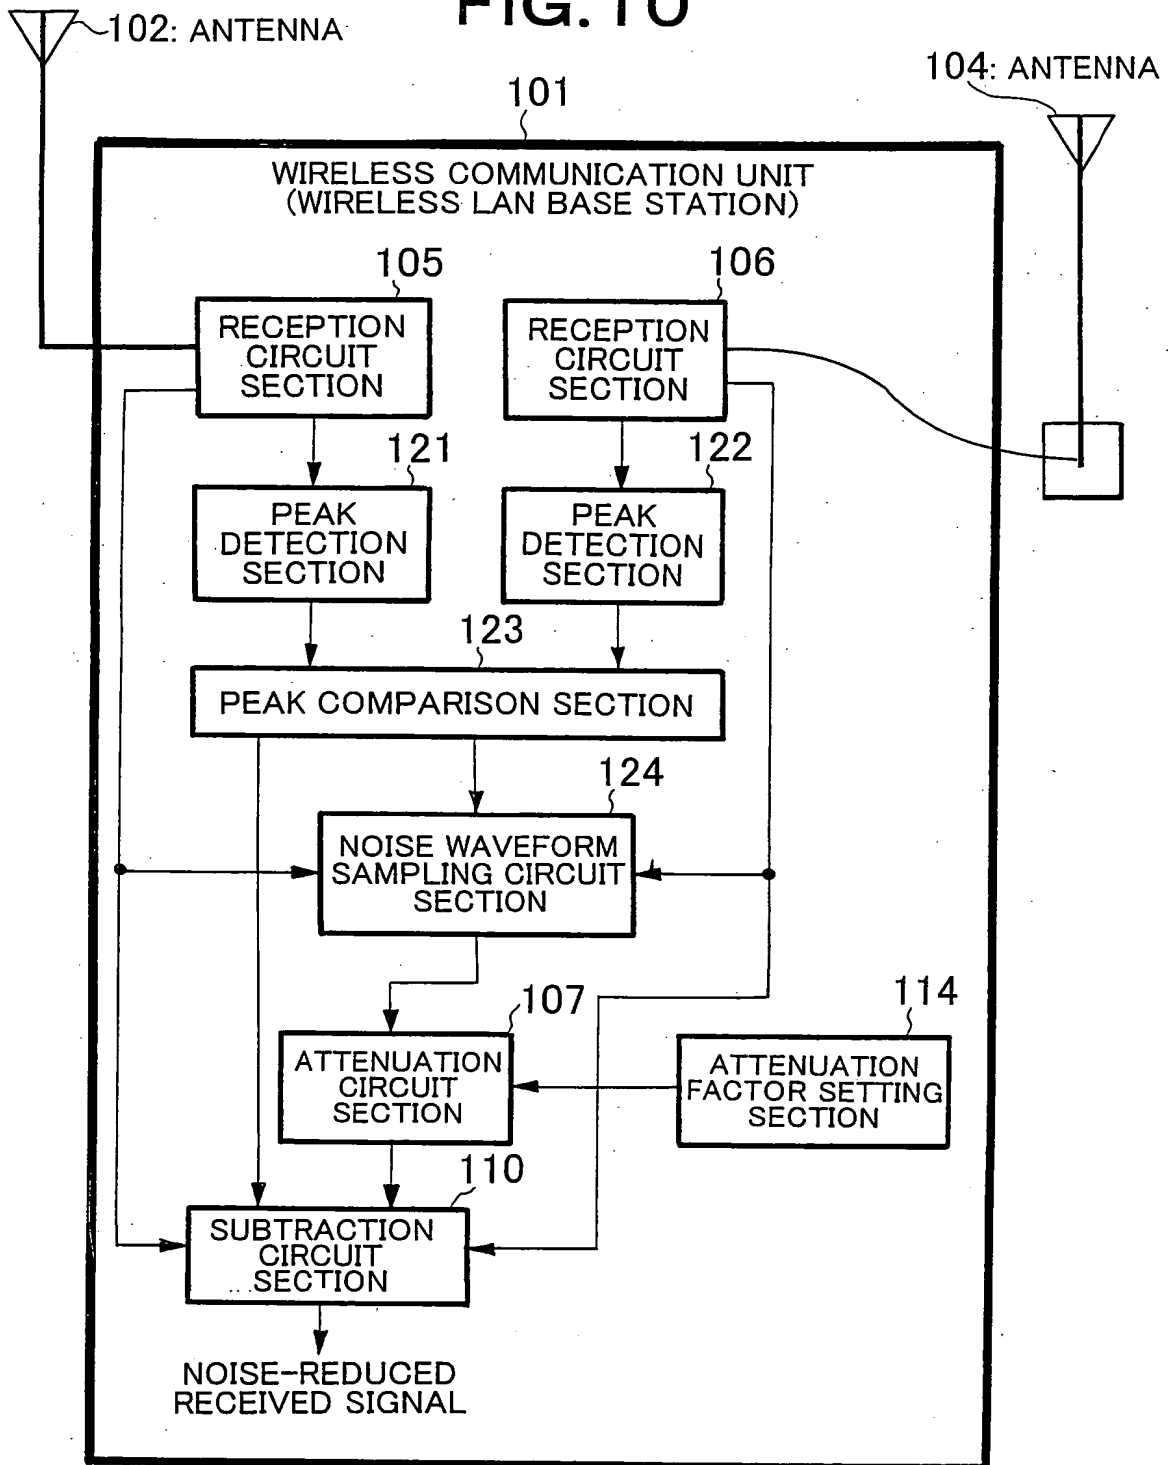 FIG. 10
102: ANTENNA
104: ANTENNA
101
WIRELESS COMMUNICATION UNIT
(WIRELESS LAN BASE STATION)
105
106
RECEPTION
CIRCUIT
SECTION
RECEPTION
CIRCUIT
SECTION
121
122
PEAK
DETECTION
SECTION
PEAK
DETECTION
SECTION
123
PEAK COMPARISON SECTION
124
NOISE WAVEFORM
SAMPLING CIRCUIT
SECTION
107
114
ATTENUATION
CIRCUIT
SECTION
ATTENUATION
FACTOR SETTING
SECTION
110
SUBTRACTION
CIRCUIT
SECTION
NOISE-REDUCED
RECEIVED SIGNAL